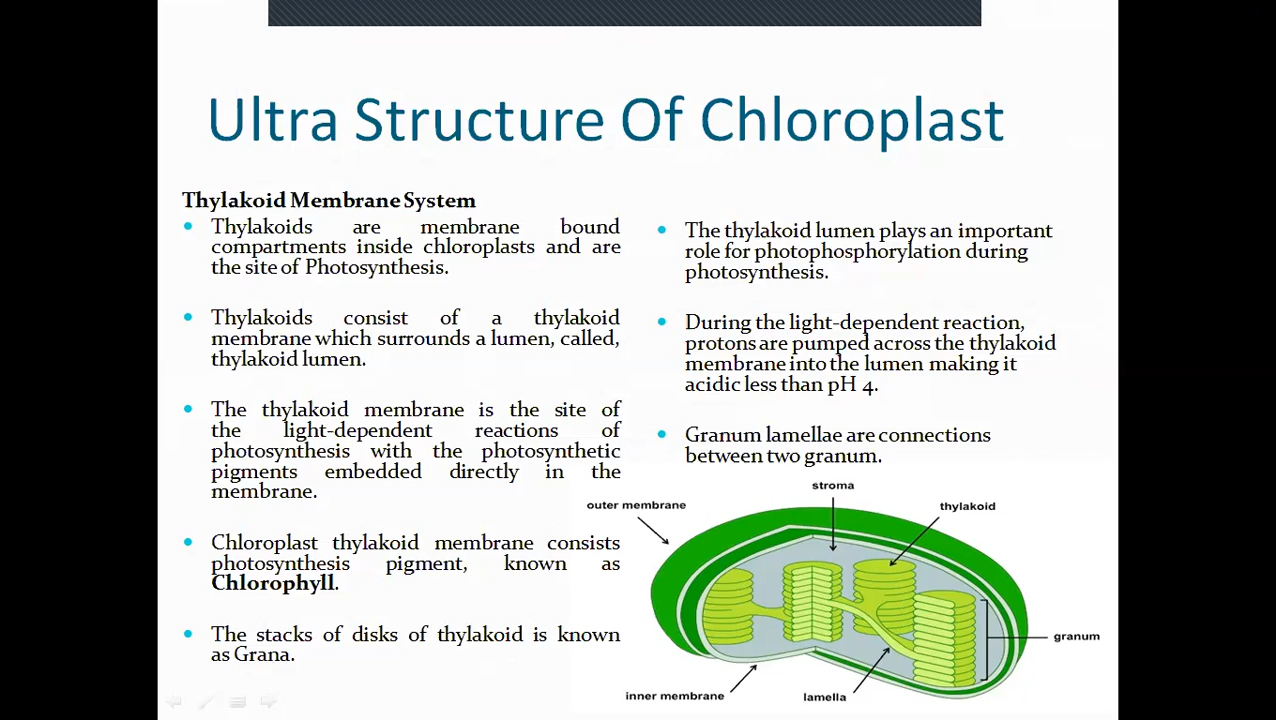 Ultra Structure Of Chloroplast
Thylakoid Membrane System
Thylakoids are membrane bound
compartments inside chloroplasts and are
the site of Photosynthesis.
Thylakoids consist of a thylakoid
membrane which surrounds a lumen, called,
thylakoid lumen.
The thylakoid membrane is the site of
the light-dependent reactions of
photosynthesis with the photosynthetic
pigments embedded directly in the
membrane.
Chloroplast thylakoid membrane consists
photosynthesis pigment, known as
Chlorophyll.
The stacks of disks of thylakoid is known
as Grana.
The thylakoid lumen plays an important
role for photophosphorylation during
photosynthesis.
During the light-dependent reaction,
protons are pumped across the thylakoid
membrane into the lumen making it
acidic less than pH 4.
Granum lamellae are connections
between two granum.
stroma
outer membrane
thylakoid
granum
inner membrane
lamella